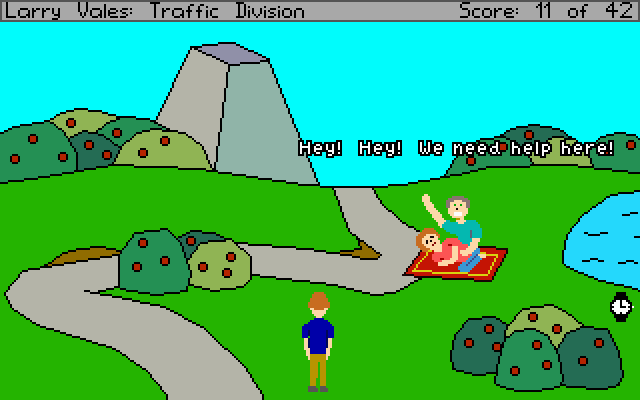 Larry Vales: Traffic Division Score: 11 of 42
Hey! Hey! We need help here!